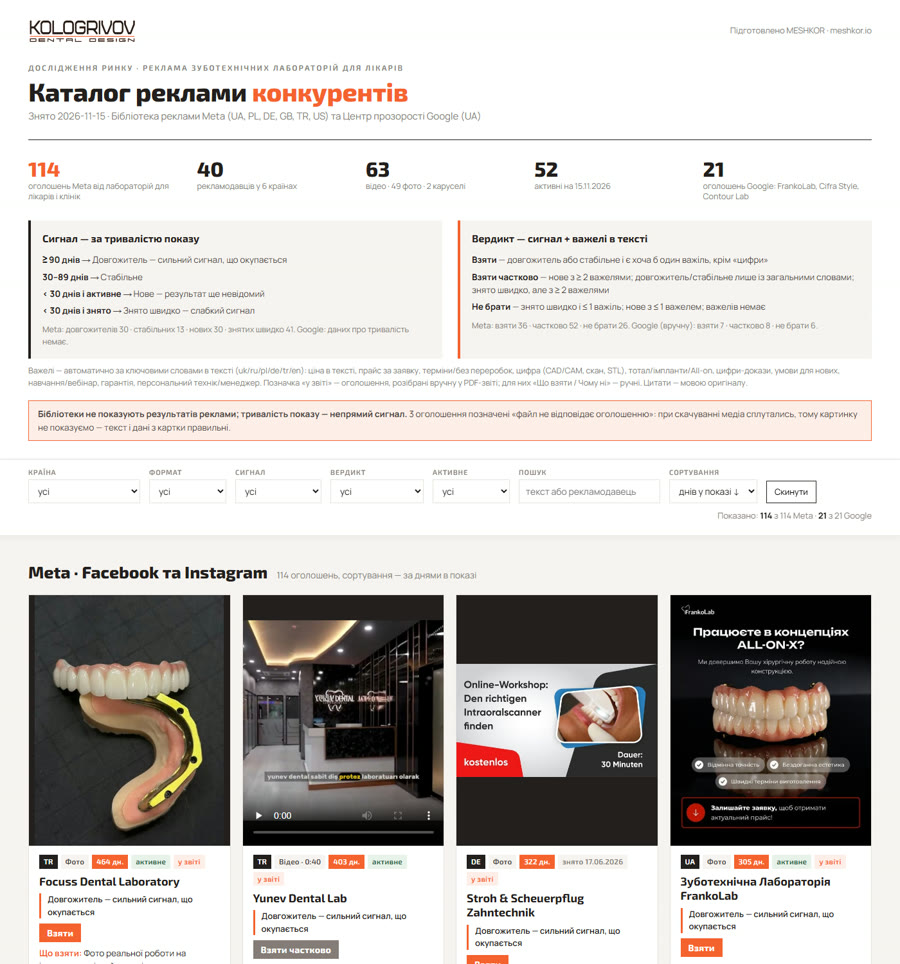 KOLOGRIVOV
DENTAL DESIGN
Підготовлено MESHKOR · meshkor.io
ДОСЛІДЖЕННЯ РИНКУ · РЕКЛАМА ЗУБОТЕХНІЧНИХ ЛАБОРАТОРІЙ ДЛЯ ЛІКАРІВ
Каталог реклами конкурентів
Знято 2026-11-15 · Бібліотека реклами Meta (UA, PL, DE, GB, TR, US) та Центр прозорості Google (UA)
114
оголошень Meta від лабораторій для
лікарів і клінік
40
рекламодавців у 6 країнах
63
відео · 49 фото · 2 каруселі
52
активні на 15.11.2026
21
оголошень Google: FrankoLab, Cifra Style,
Contour Lab
Сигнал — за тривалістю показу
≥ 90 днів → Довгожитель — сильний сигнал, що окупається
30–89 днів → Стабільне
< 30 днів і активне → Нове — результат ще невідомий
< 30 днів і знято → Знято швидко — слабкий сигнал
Meta: довгожителів 30 · стабільних 13 · нових 30 · знятих швидко 41. Google: даних про тривалість
немає.
Вердикт — сигнал + важелі в тексті
Взяти — довгожитель або стабільне і є хоча б один важіль, крім «цифри»
Взяти частково — нове з ≥ 2 важелями; довгожитель/стабільне лише із загальними словами;
знято швидко, але з ≥ 2 важелями
Не брати — знято швидко і ≤ 1 важіль; нове з ≤ 1 важелем; важелів немає
Meta: взяти 36 · частково 52 · не брати 26. Google (вручну): взяти 7 · частково 8 · не брати 6.
Важелі — автоматично за ключовими словами в тексті (uk/ru/pl/de/tr/en): ціна в тексті, прайс за заявку, терміни/без переробок, цифра (CAD/CAM, скан, STL), тотал/імпланти/All-on, цифри-докази, умови для нових,
навчання/вебінар, гарантія, персональний технік/менеджер. Позначка «у звіті» — оголошення, розібрані вручну у PDF-звіті; для них «Що взяти / Чому ні» — ручні. Цитати — мовою оригіналу.
Бібліотеки не показують результатів реклами; тривалість показу — непрямий сигнал. 3 оголошення позначені «файл не відповідає оголошенню»: при скачуванні медіа сплутались, тому картинку
не показуємо — текст і дані з картки правильні.
КРАЇНА
ФОРМАТ
СИГНАЛ
ВЕРДИКТ
АКТИВНЕ
ПОШУК
СОРТУВАННЯ
усі
усі
усі
усі
усі
текст або рекламодавець
днів у показі ↓
Скинути
Показано: 114 з 114 Meta · 21 з 21 Google
Meta · Facebook та Instagram
114 оголошень, сортування — за днями в показі
yunev dental sabit diş protez laboratuarı olarak
0:00
Online-Workshop:
Den richtigen
Intraoralscanner
finden
kostenlos
Dauer:
30 Minuten
FrankoLab
Працюєте в концепціях
ALL-ON-X?
Ми довершимо Вашу хірургічну роботу надійною
конструкцією.
Відмінна точність
Бездоганна естетика
Швидкі терміни виготовлення
Залишайте заявку, щоб отримати
актуальний прайс!
TR Фото 464 дн. активне у звіті
Focuss Dental Laboratory
Довгожитель — сильний сигнал, що
окупається
Взяти
Що взяти: Фото реальної роботи на
TR Відео · 0:40 403 дн. активне
у звіті
Yunev Dental Lab
Довгожитель — сильний сигнал, що
окупається
Взяти частково
DE Фото 322 дн. знято 17.06.2026
у звіті
Stroh & Scheuerpflug
Zahntechnik
Довгожитель — сильний сигнал, що
окупається
UA Фото 305 дн. активне у звіті
Зуботехнічна Лабораторія
FrankoLab
Довгожитель — сильний сигнал, що
окупається
Взяти